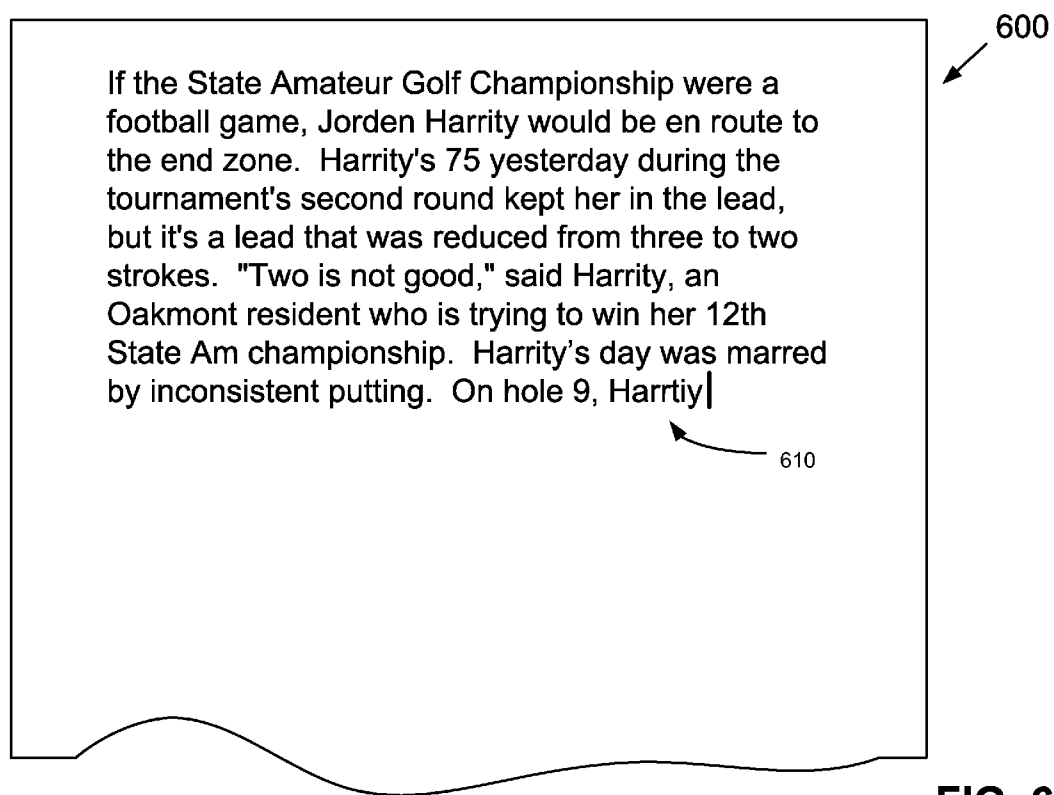 600
If the State Amateur Golf Championship were a
football game, Jorden Harrity would be en route to
the end zone.  Harrity's 75 yesterday during the
tournament's second round kept her in the lead,
but it's a lead that was reduced from three to two
strokes.  "Two is not good," said Harrity, an
Oakmont resident who is trying to win her 12th
State Am championship.  Harrity’s day was marred
by inconsistent putting.  On hole 9, Harrtiy
610